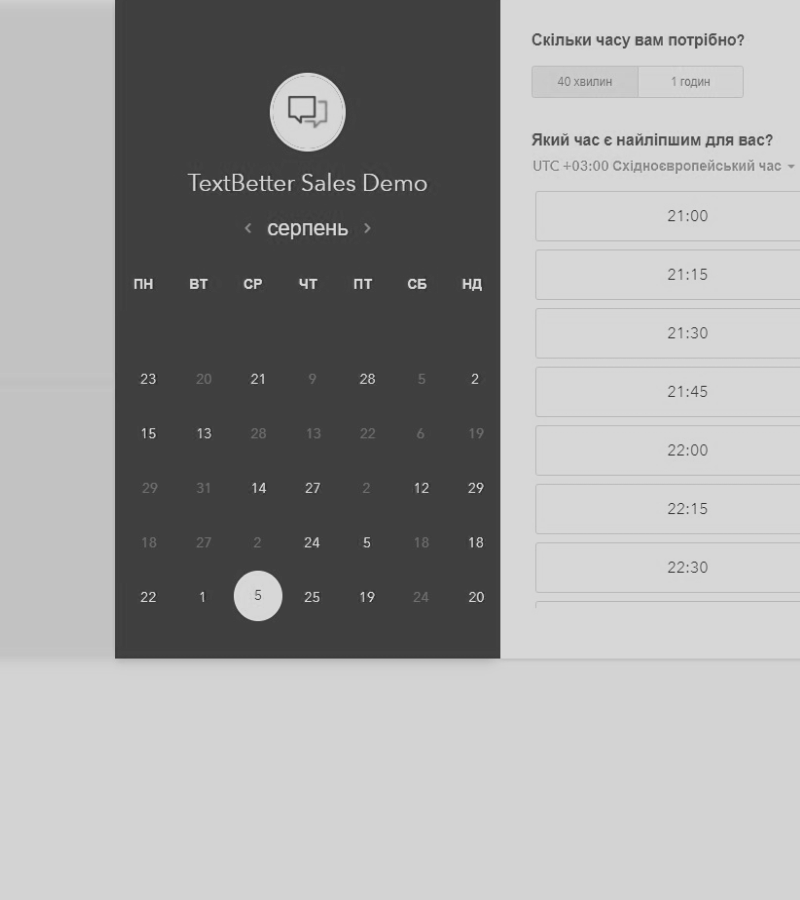 TextBetter Sales Demo
серпень
ПН ВТ СР ЧТ ПТ СБ НД
23 20 21 9 28 5 2
15 13 28 13 22 6 19
29 31 14 27 2 12 29
18 27 2 24 5 18 18
22 1 5 25 19 24 20
Скільки часу вам потрібно?
40 хвилин 1 годин
Який час є найліпшим для вас?
UTC +03:00 Східноєвропейський час
21:00
21:15
21:30
21:45
22:00
22:15
22:30